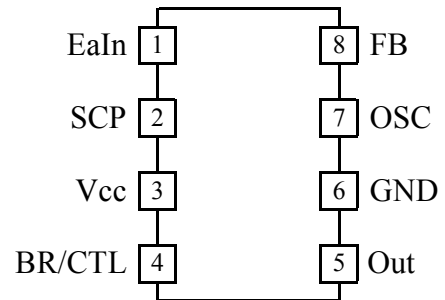 EaIn 1 8 FB
SCP 2 7 OSC
Vcc 3 6 GND
BR/CTL 4 5 Out